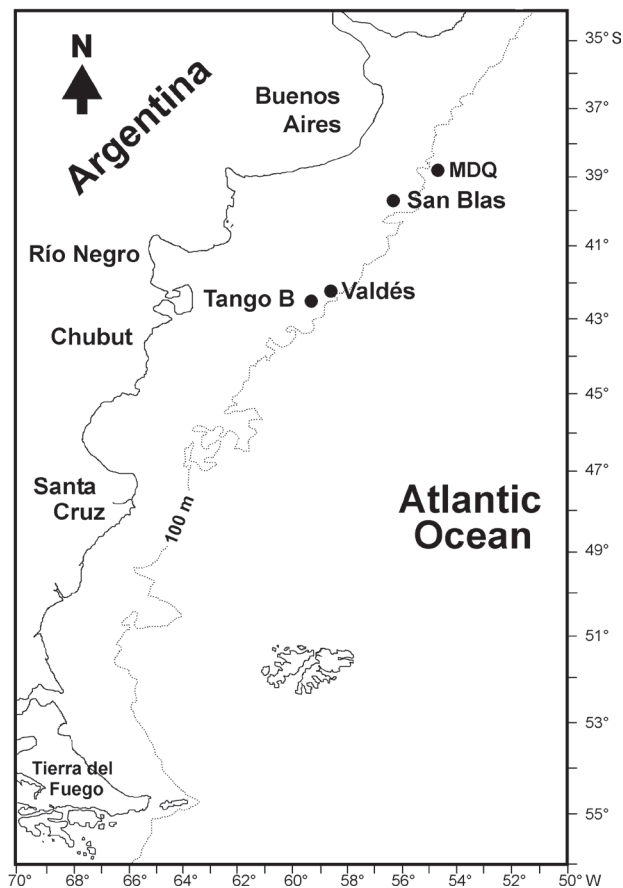 35° S
N
Argentina
Buenos
Aires
37°
39°
MDQ
San Blas
41°
Río Negro
Tango B
Valdés
43°
Chubut
45°
47°
Santa
Cruz
100 m
Atlantic
Ocean
49°
51°
53°
Tierra del
Fuego
55°
70° 68° 66° 64° 62° 60° 58° 56° 54° 52° 50° W